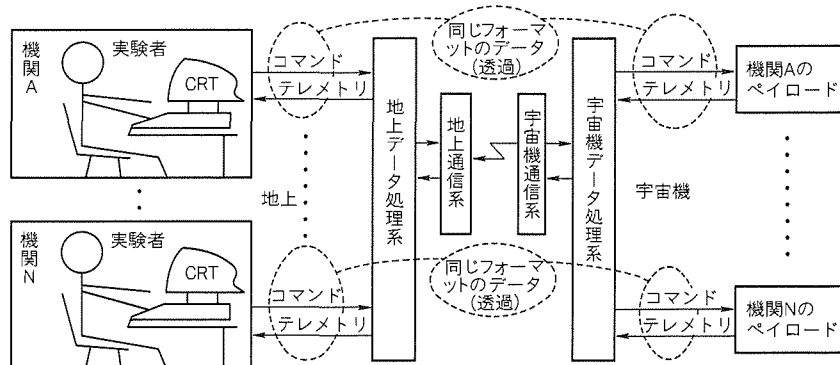 機関A
実験者
CRT
コマンド
テレメトリ
同じフォーマ
ットのデータ
(透過)
コマンド
テレメトリ
機関Aの
ペイロード
地上データ処理系
地上通信系
宇宙機通信系
宇宙機データ処理系
地上
宇宙機
機関N
実験者
CRT
コマンド
テレメトリ
同じフォーマ
ットのデータ
(透過)
コマンド
テレメトリ
機関Nの
ペイロード